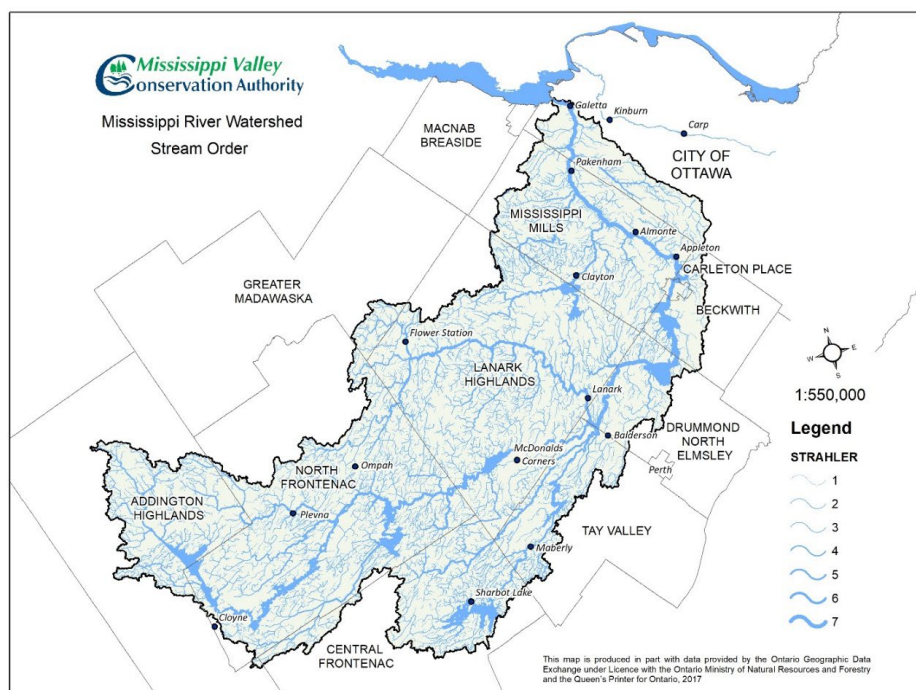 Mississippi Valley
Conservation Authority
Mississippi River Watershed
Stream Order
MACNAB
BREASIDE
Galetta
Kinburn
Carp
CITY OF
OTTAWA
Pakenham
MISSISSIPPI
MILLS
Almonte
Appleton
CARLETON PLACE
Clayton
BECKWITH
GREATER
MADAWASKA
Flower Station
LANARK
HIGHLANDS
Lanark
N
W
E
S
1:550,000
Balderson
DRUMMOND
NORTH
ELMSLEY
Perth
McDonalds
Corners
Ompah
NORTH
FRONTENAC
ADDINGTON
HIGHLANDS
Plevna
TAY VALLEY
Maberly
Sharbot Lake
Cloyne
CENTRAL
FRONTENAC
Legend
STRAHLER
1
2
3
4
5
6
7
This map is produced in part with data provided by the Ontario Geographic Data
Exchange under Licence with the Ontario Ministry of Natural Resources and Forestry
and the Queen's Printer for Ontario, 2017